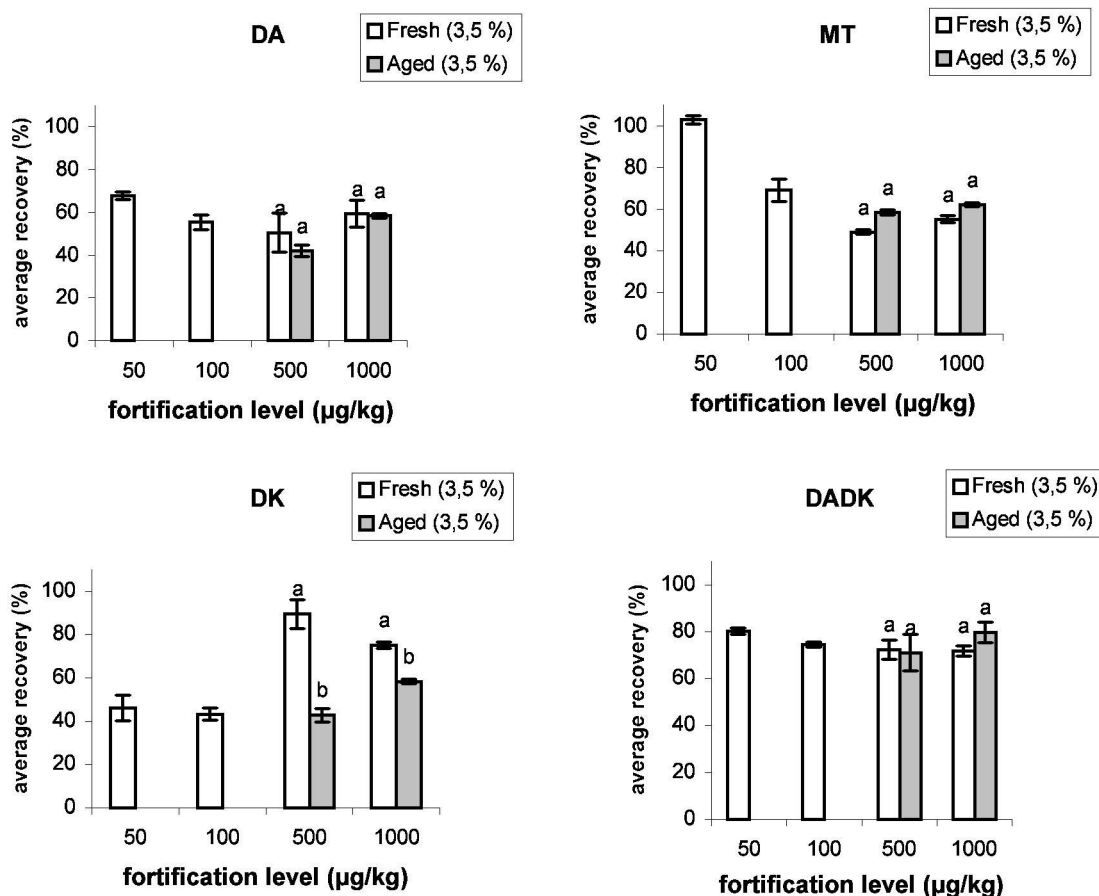 DA
Fresh (3,5 %)
Aged (3,5 %)
average recovery (%)
100
80
60
40
20
0
a
a
a
a
50 100 500 1000
fortification level (µg/kg)
MT
Fresh (3,5 %)
Aged (3,5 %)
average recovery (%)
100
80
60
40
20
0
a
a
a
a
50 100 500 1000
fortification level (µg/kg)
DK
Fresh (3,5 %)
Aged (3,5 %)
average recovery (%)
100
80
60
40
20
0
a
b
a
b
50 100 500 1000
fortification level (µg/kg)
DADK
Fresh (3,5 %)
Aged (3,5 %)
average recovery (%)
100
80
60
40
20
0
a
a
a
a
50 100 500 1000
fortification level (µg/kg)